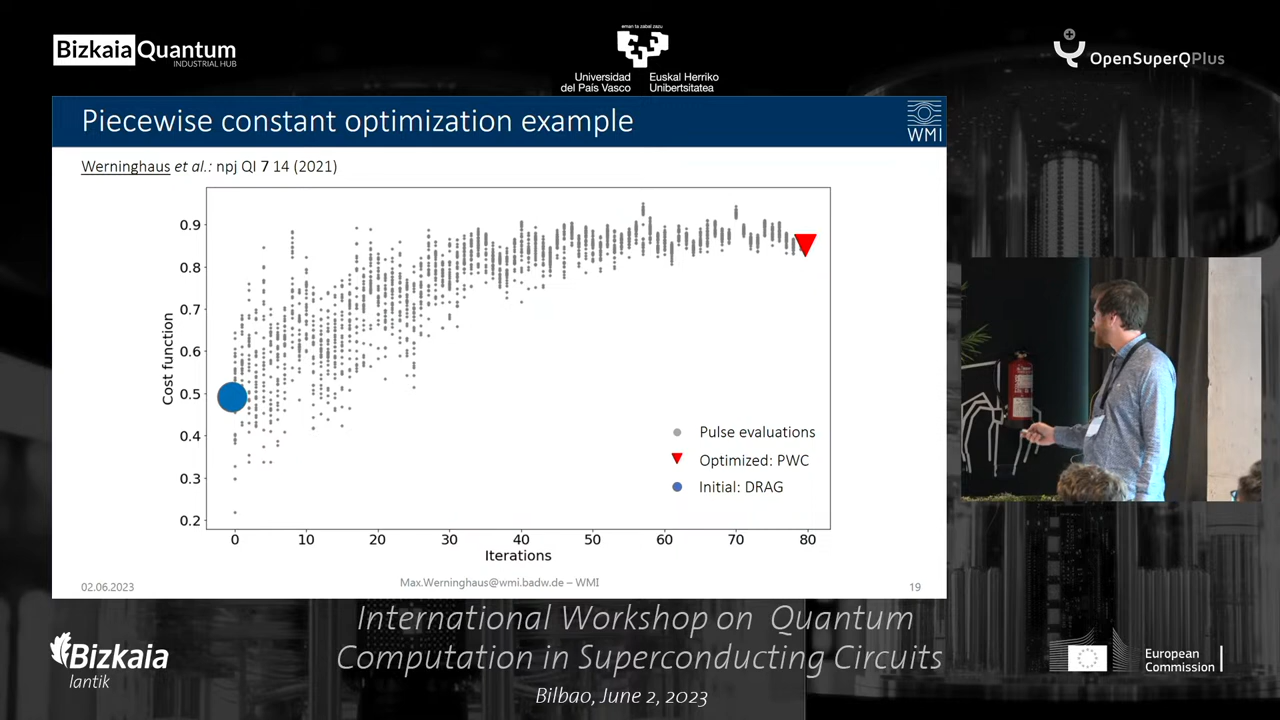 Bizkaia Quantum
INDUSTRIAL HUB
eman ta zabal zazu
Universidad
del País Vasco
Euskal Herriko
Unibertsitatea
OpenSuperQPlus
Piecewise constant optimization example
WMI
Werninghaus et al.: npj QI 7 14 (2021)
Cost function
0.9
0.8
0.7
0.6
0.5
0.4
0.3
0.2
Pulse evaluations
Optimized: PWC
Initial: DRAG
0 10 20 30 40 50 60 70 80
Iterations
02.06.2023
Max.Werninghaus@wmi.badw.de – WMI
19
International Workshop on Quantum
Computation in Superconducting Circuits
Bilbao, June 2, 2023
Bizkaia
lantik
European
Commission